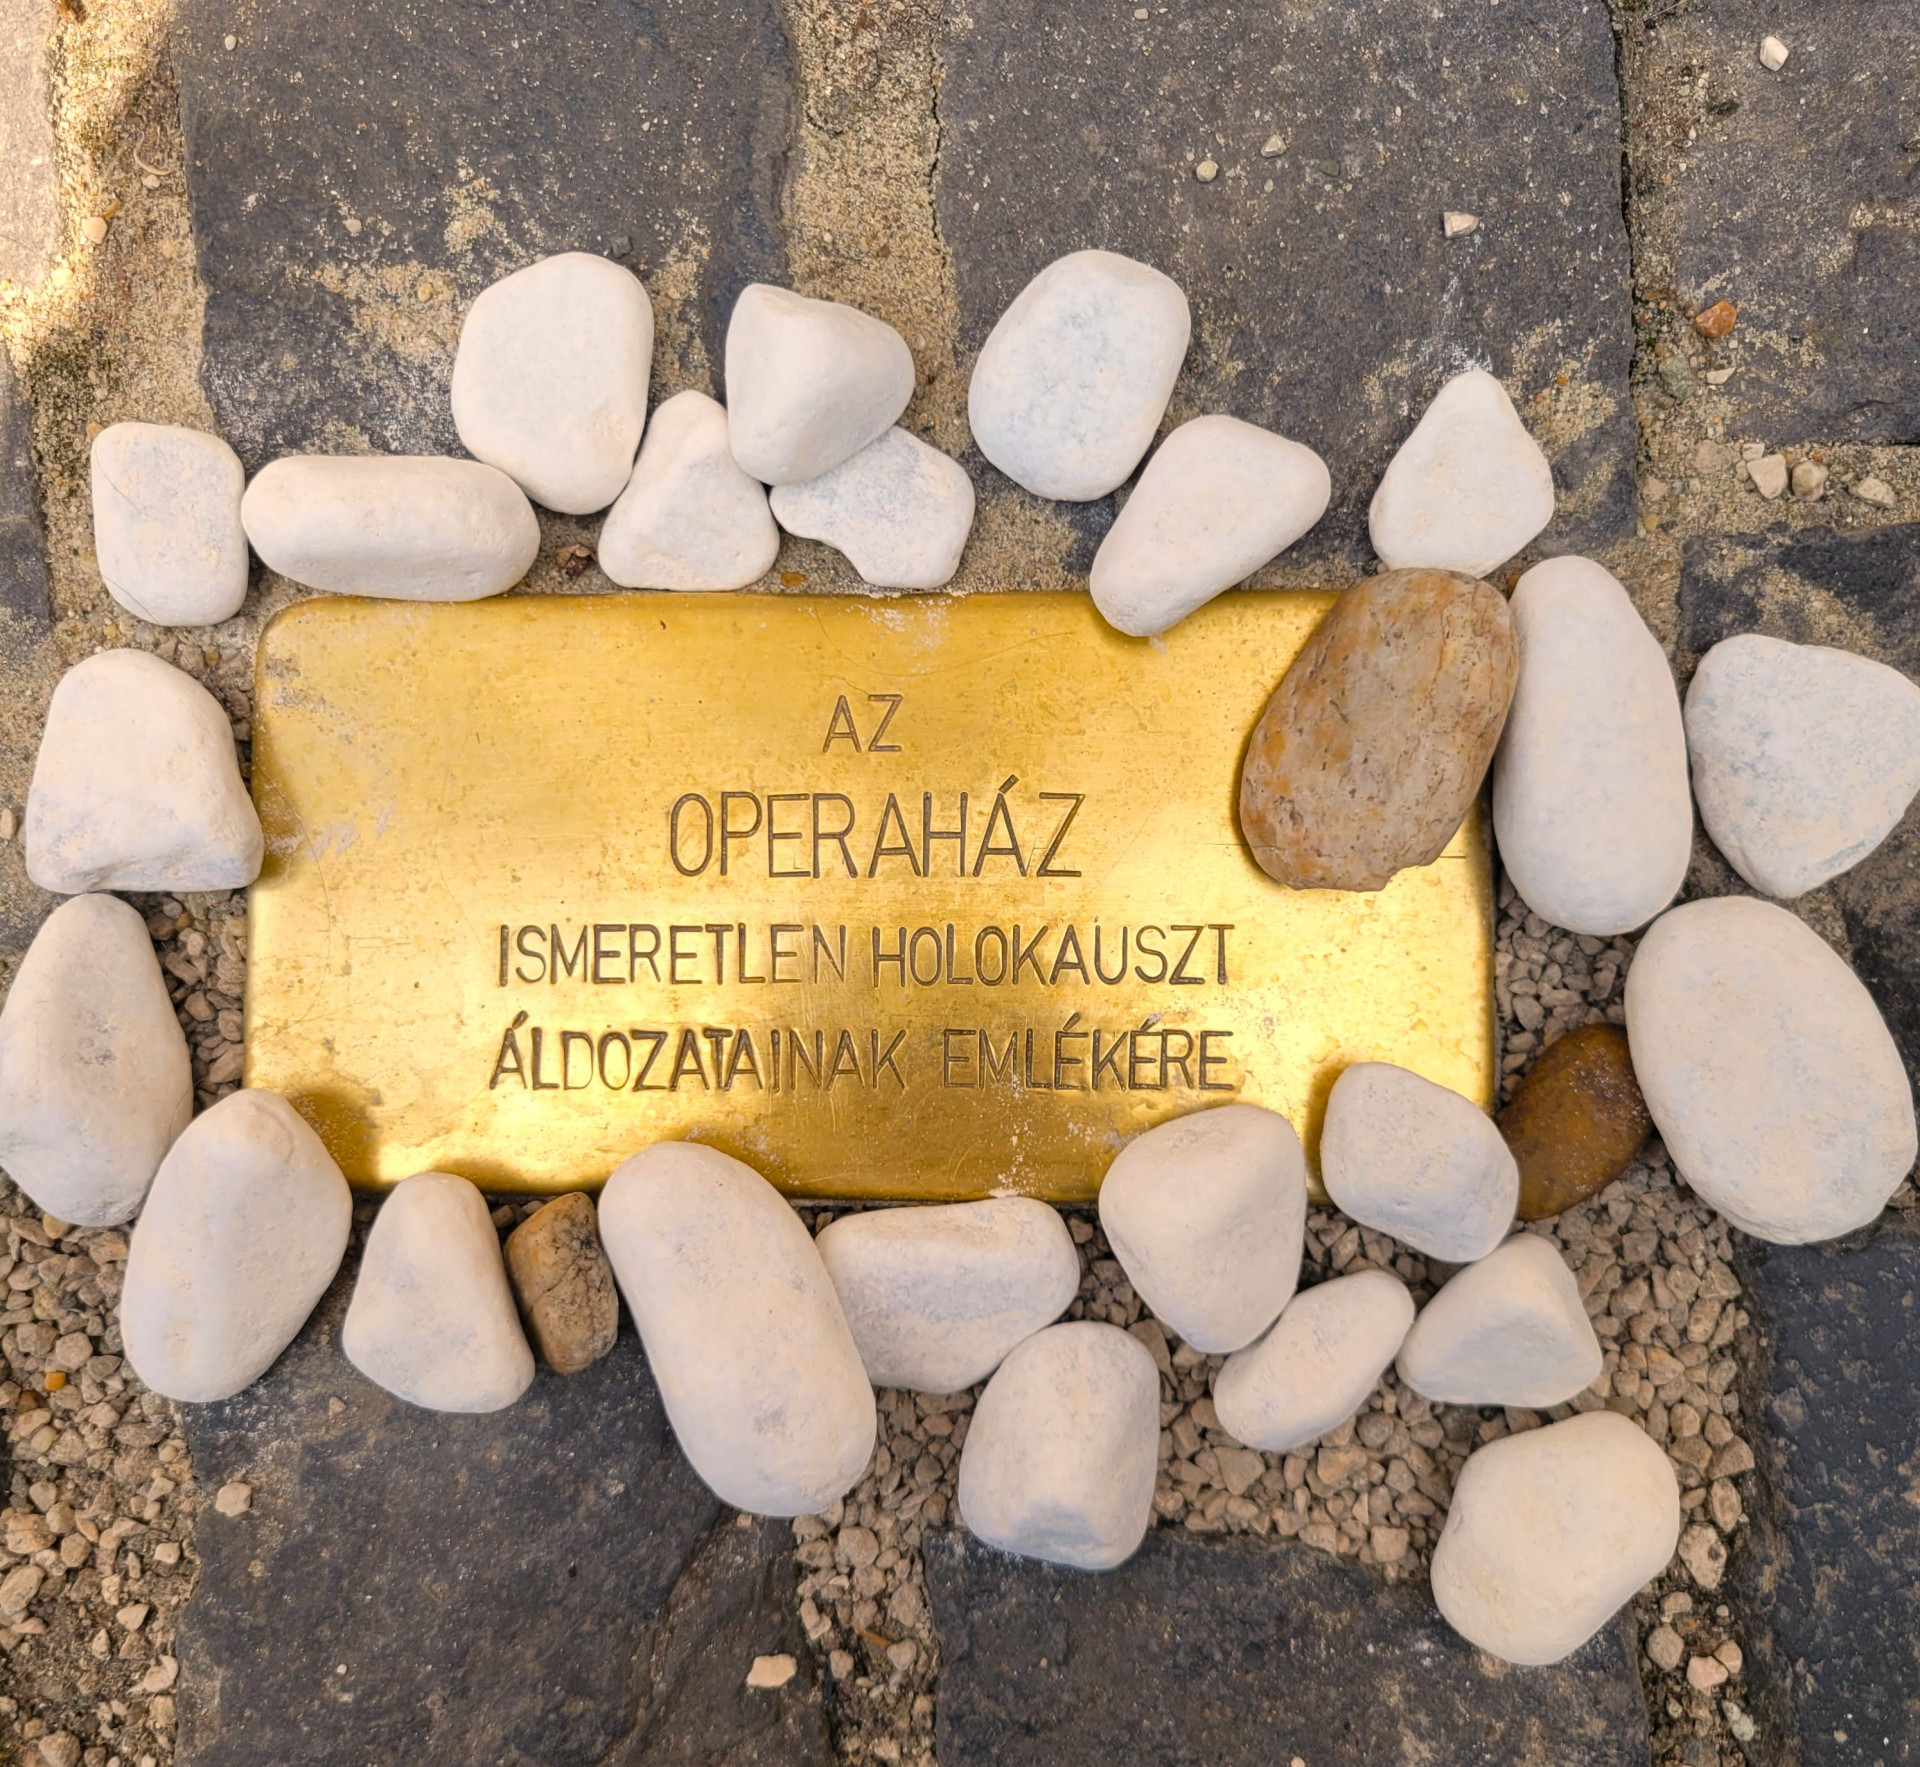 AZ
OPERAHÁZ
ISMERETLEN HOLOKAUSZT
ÁLDOZATAINAK EMLÉKÉRE